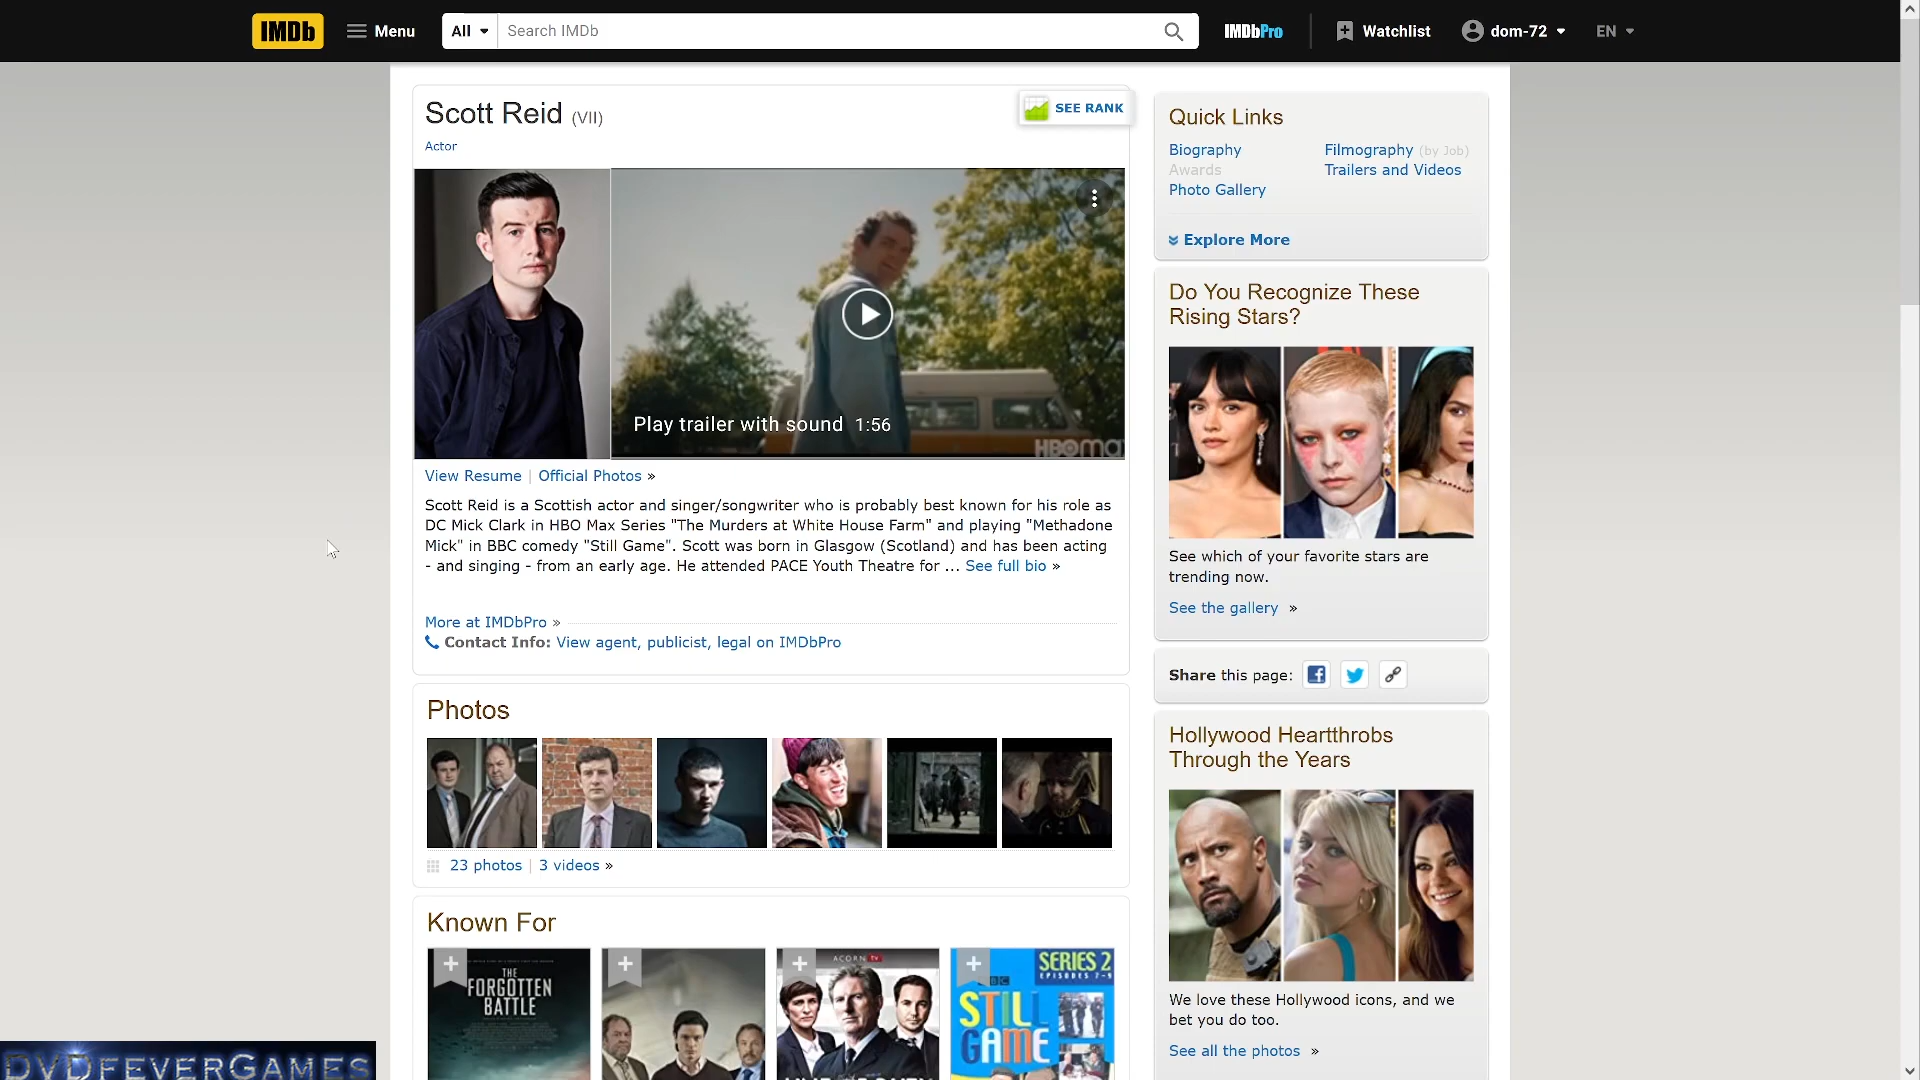 IMDb
Menu
All
Search IMDb
IMDbPro
Watchlist
dom-72
EN
Scott Reid (VII)
SEE RANK
Actor
Play trailer with sound 1:56
HBOma
View Resume | Official Photos »
Scott Reid is a Scottish actor and singer/songwriter who is probably best known for his role as
DC Mick Clark in HBO Max Series "The Murders at White House Farm" and playing "Methadone
Mick" in BBC comedy "Still Game". Scott was born in Glasgow (Scotland) and has been acting
- and singing - from an early age. He attended PACE Youth Theatre for ... See full bio »
More at IMDbPro »
Contact Info: View agent, publicist, legal on IMDbPro
Photos
23 photos | 3 videos »
Known For
THE
FORGOTTEN
BATTLE
ACORN tv
SERIES 2
EPISODES 7-9
BBC
STILL
GAME
Quick Links
Biography
Filmography (by Job)
Awards
Trailers and Videos
Photo Gallery
Explore More
Do You Recognize These
Rising Stars?
See which of your favorite stars are
trending now.
See the gallery »
Share this page:
Hollywood Heartthrobs
Through the Years
We love these Hollywood icons, and we
bet you do too.
See all the photos »
DVDFEVERGAMES